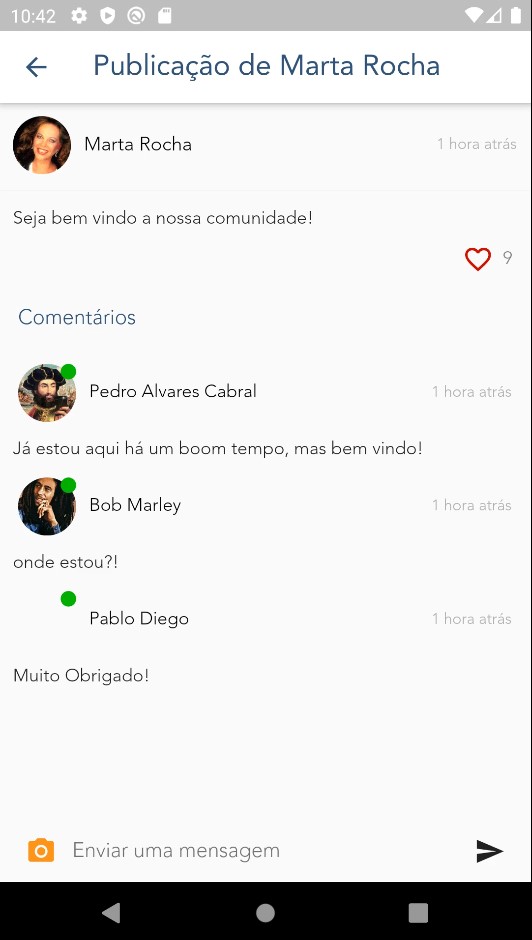 10:42
Publicação de Marta Rocha
Marta Rocha 1 hora atrás
Seja bem vindo a nossa comunidade!
9
Comentários
Pedro Alvares Cabral 1 hora atrás
Já estou aqui há um boom tempo, mas bem vindo!
Bob Marley 1 hora atrás
onde estou?!
Pablo Diego 1 hora atrás
Muito Obrigado!
Enviar uma mensagem